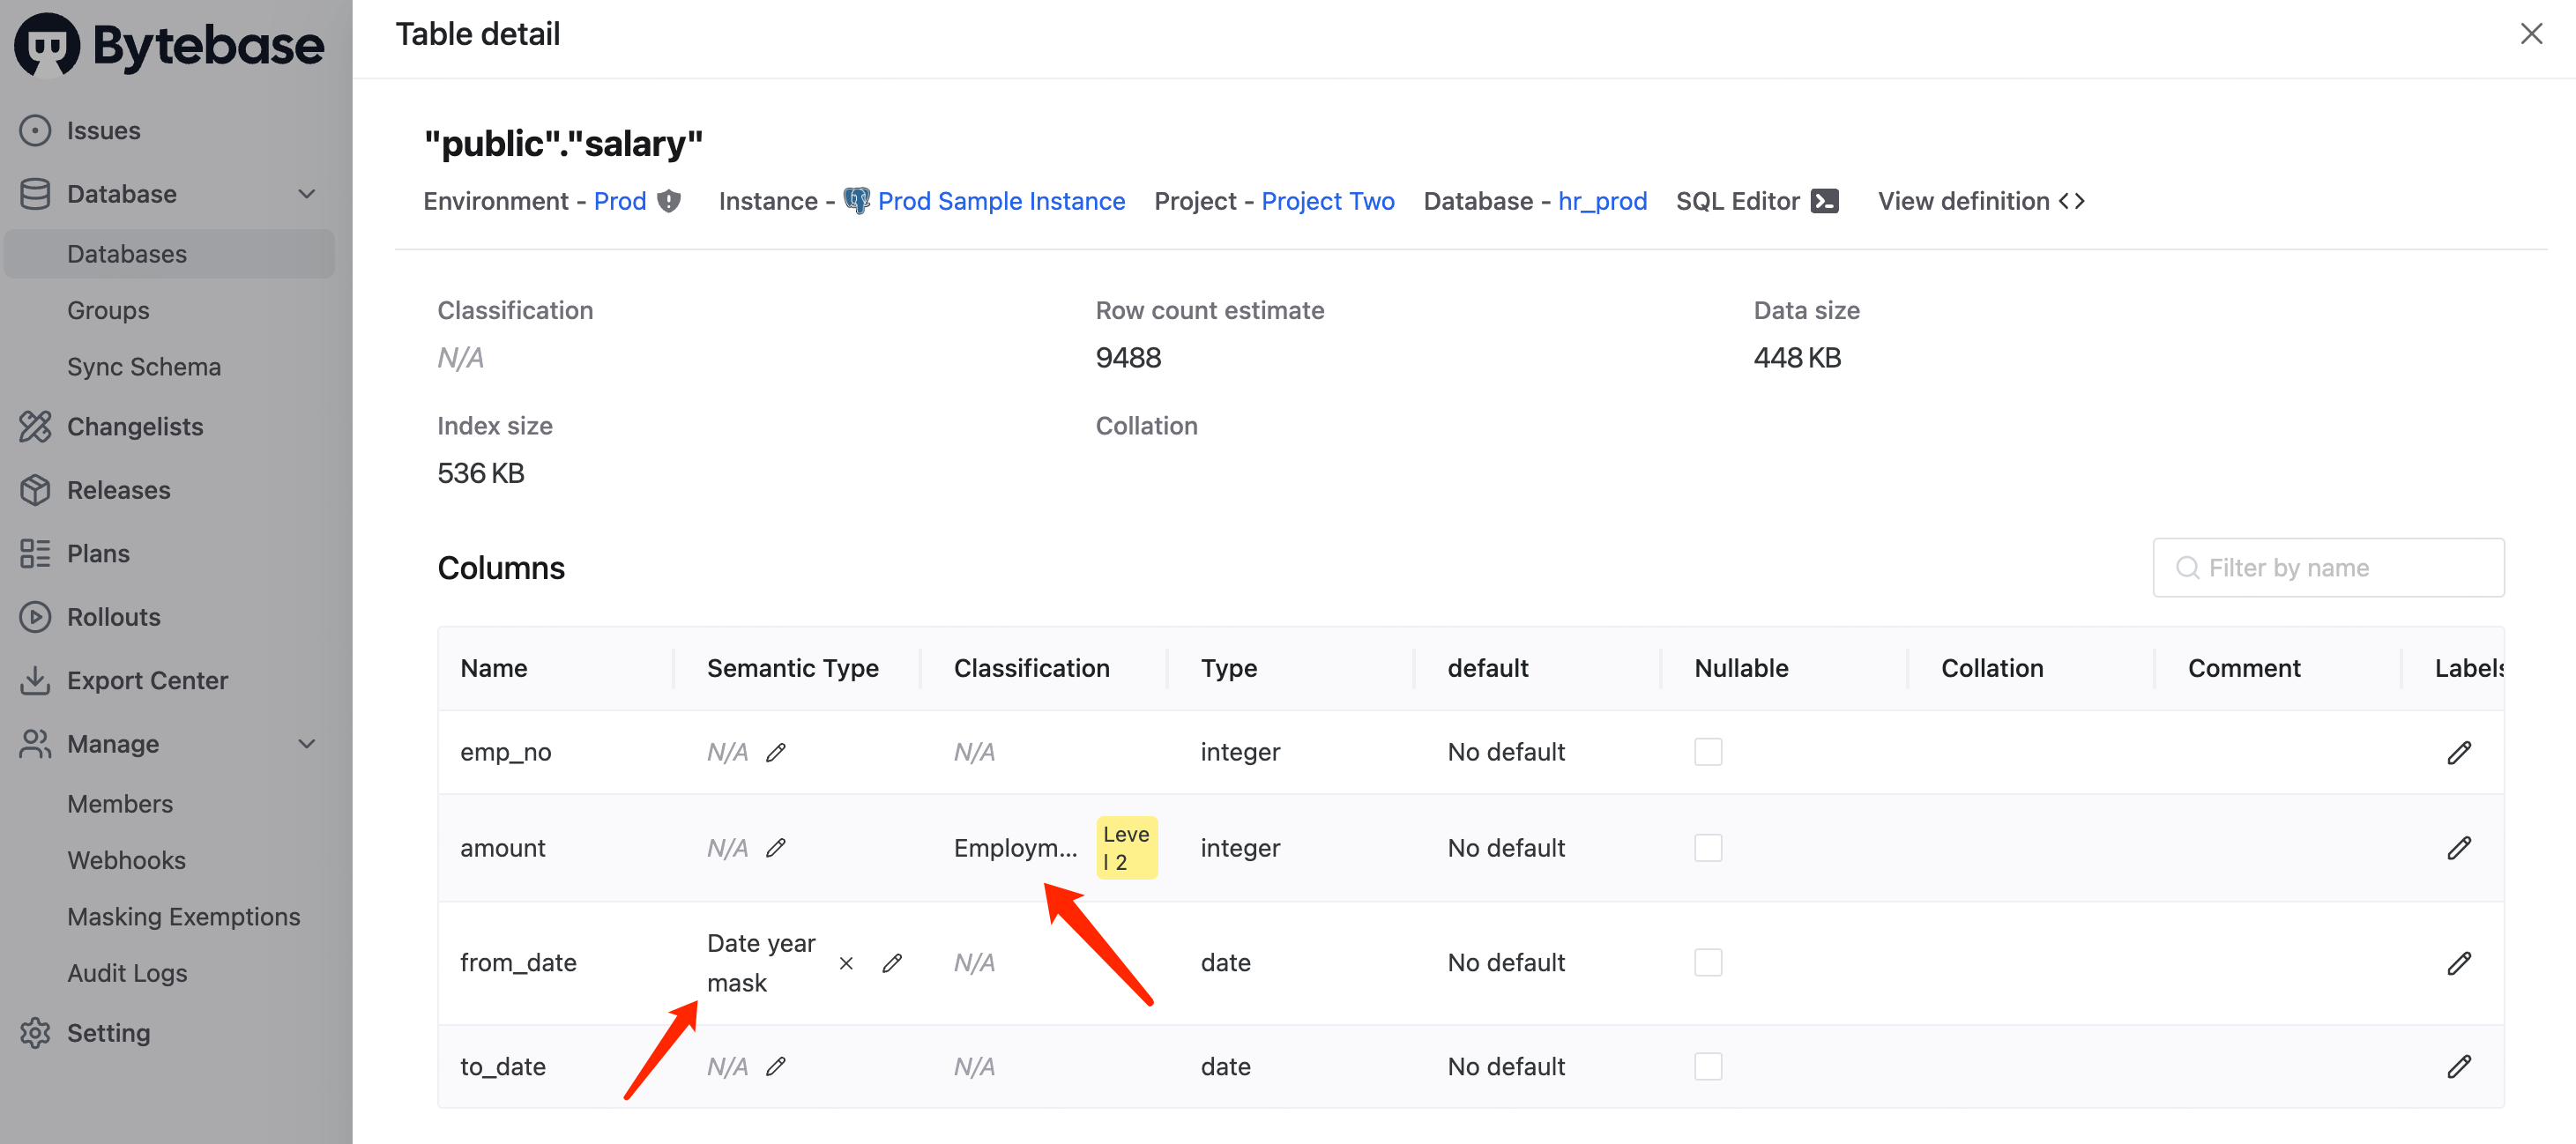 Bytebase
Issues
Database
Databases
Groups
Sync Schema
Changelists
Releases
Plans
Rollouts
Export Center
Manage
Members
Webhooks
Masking Exemptions
Audit Logs
Setting
Table detail
"public"."salary"
Environment - Prod Instance - Prod Sample Instance Project - Project Two Database - hr_prod SQL Editor View definition
Classification Row count estimate Data size
N/A 9488 448 KB
Index size Collation
536 KB
Columns
Filter by name
Name Semantic Type Classification Type default Nullable Collation Comment Labels
emp_no N/A N/A integer No default
amount N/A Employm... Leve
l 2 integer No default
from_date Date year
mask N/A date No default
to_date N/A N/A date No default